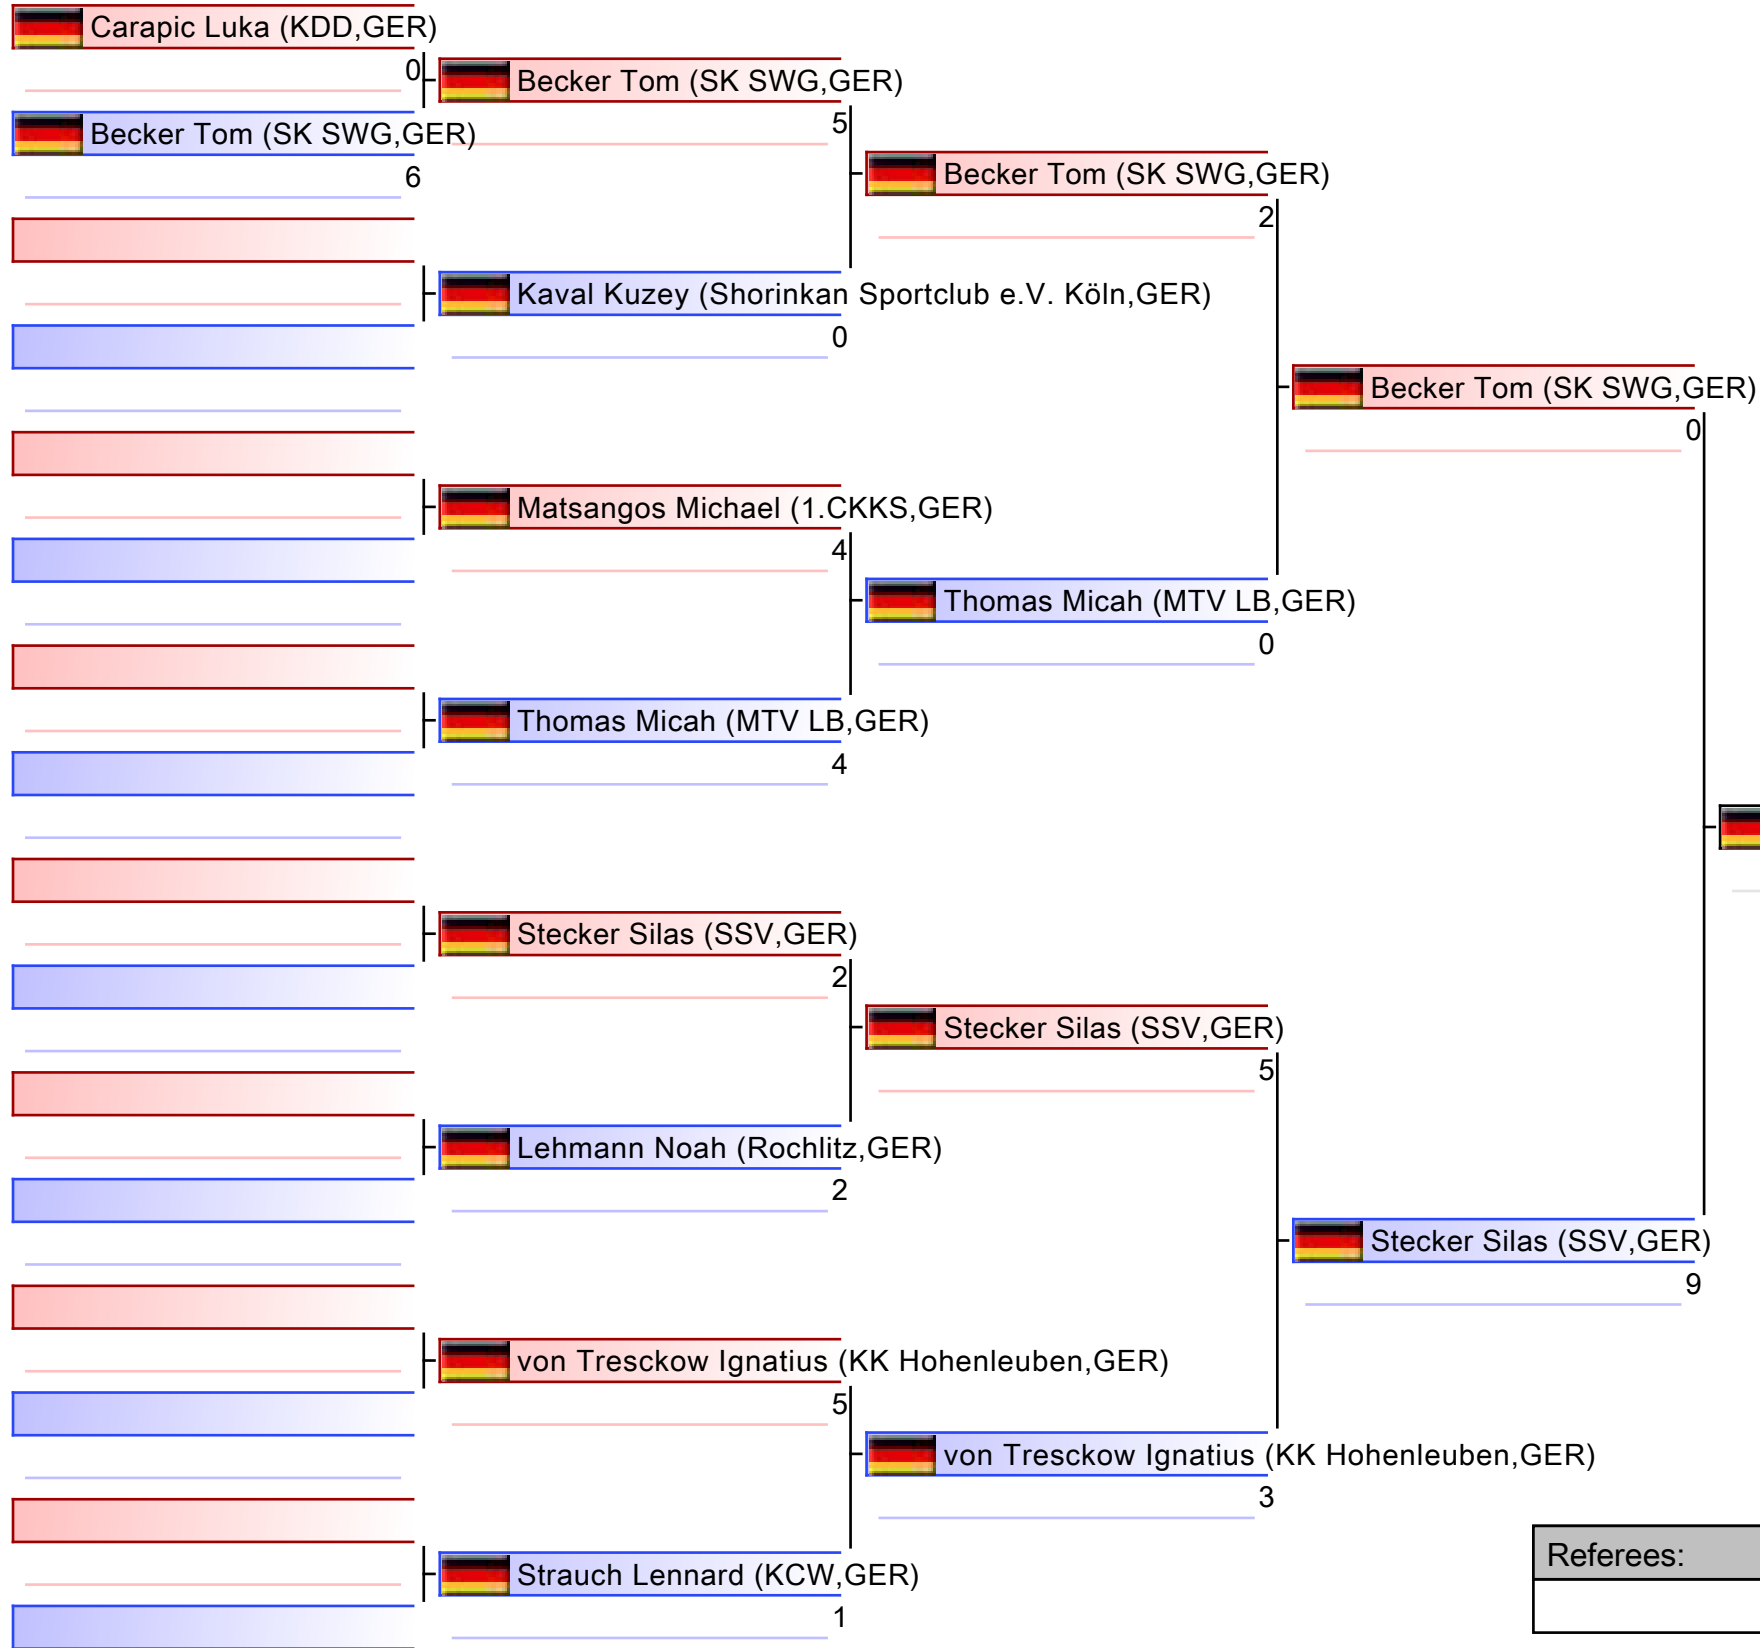 Carapic Luka (KDD,GER)
0
Becker Tom (SK SWG,GER)
6
Becker Tom (SK SWG,GER)
5
Kaval Kuzey (Shorinkan Sportclub e.V. Köln,GER)
0
Matsangos Michael (1.CKKS,GER)
4
Thomas Micah (MTV LB,GER)
4
Stecker Silas (SSV,GER)
2
Lehmann Noah (Rochlitz,GER)
2
von Tresckow Ignatius (KK Hohenleuben,GER)
5
Strauch Lennard (KCW,GER)
1
Becker Tom (SK SWG,GER)
2
Thomas Micah (MTV LB,GER)
0
Stecker Silas (SSV,GER)
5
von Tresckow Ignatius (KK Hohenleuben,GER)
3
Becker Tom (SK SWG,GER)
0
Stecker Silas (SSV,GER)
9
Referees: